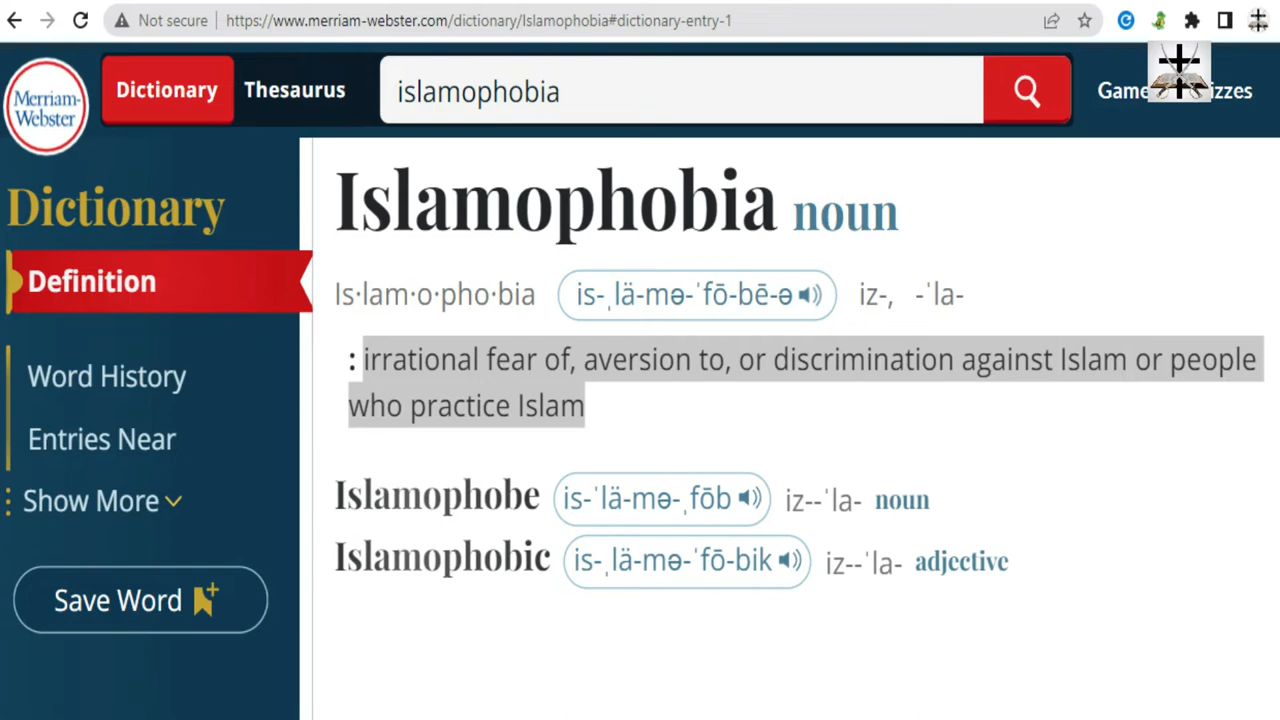 Not secure https://www.merriam-webster.com/dictionary/Islamophobia#dictionary-entry-1
Merriam-
Webster
Dictionary Thesaurus islamophobia
Dictionary
Definition
Word History
Entries Near
Show More
Save Word
Islamophobia noun
Is·lam·o·pho·bia is-ˌlä-mə-ˈfō-bē-ə iz-, -ˈla-
: irrational fear of, aversion to, or discrimination against Islam or people
who practice Islam
Islamophobe is-ˈlä-mə-ˌfōb iz--ˈla- noun
Islamophobic is-ˌlä-mə-ˈfō-bik iz--ˈla- adjective